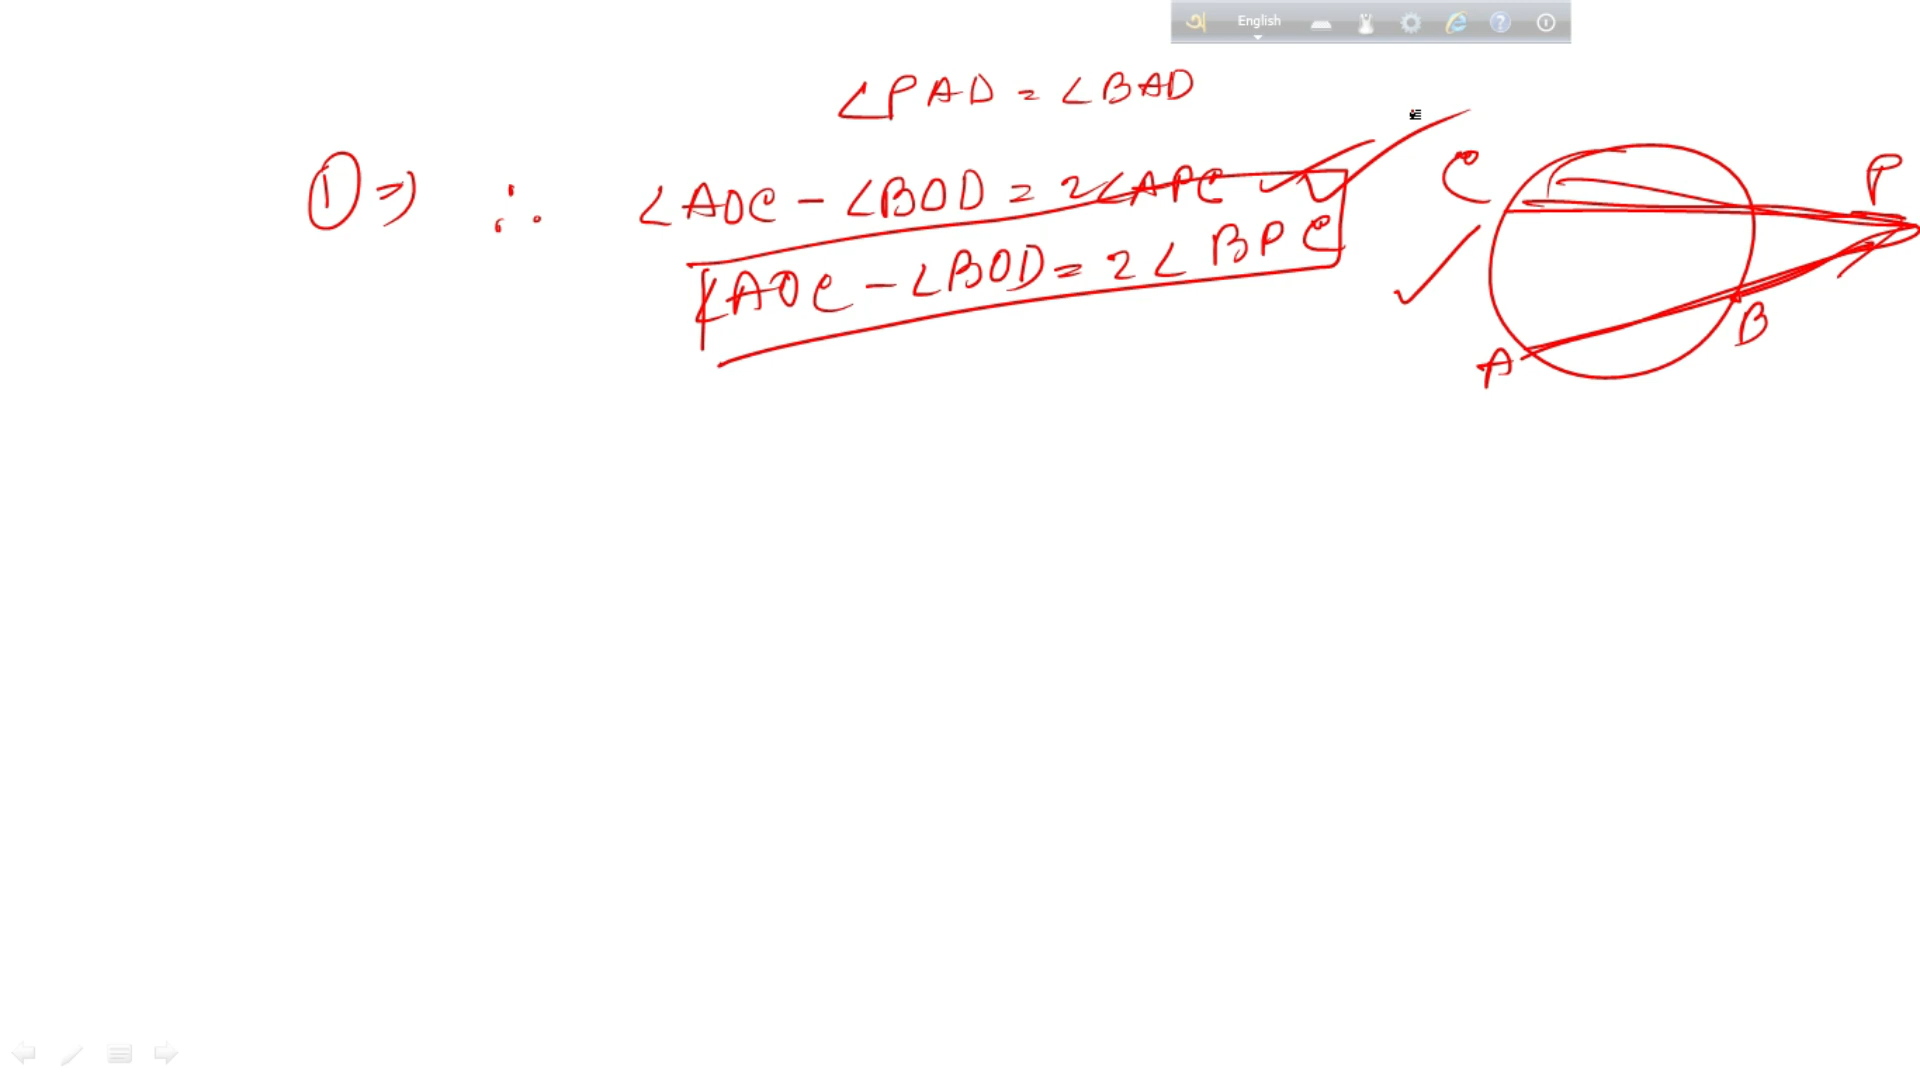 English
∠PAD = ∠BAD
① ⇒ ∴ ∠AOC - ∠BOD = 2∠APC
∠AOC - ∠BOD = 2∠BPC
C
P
B
A